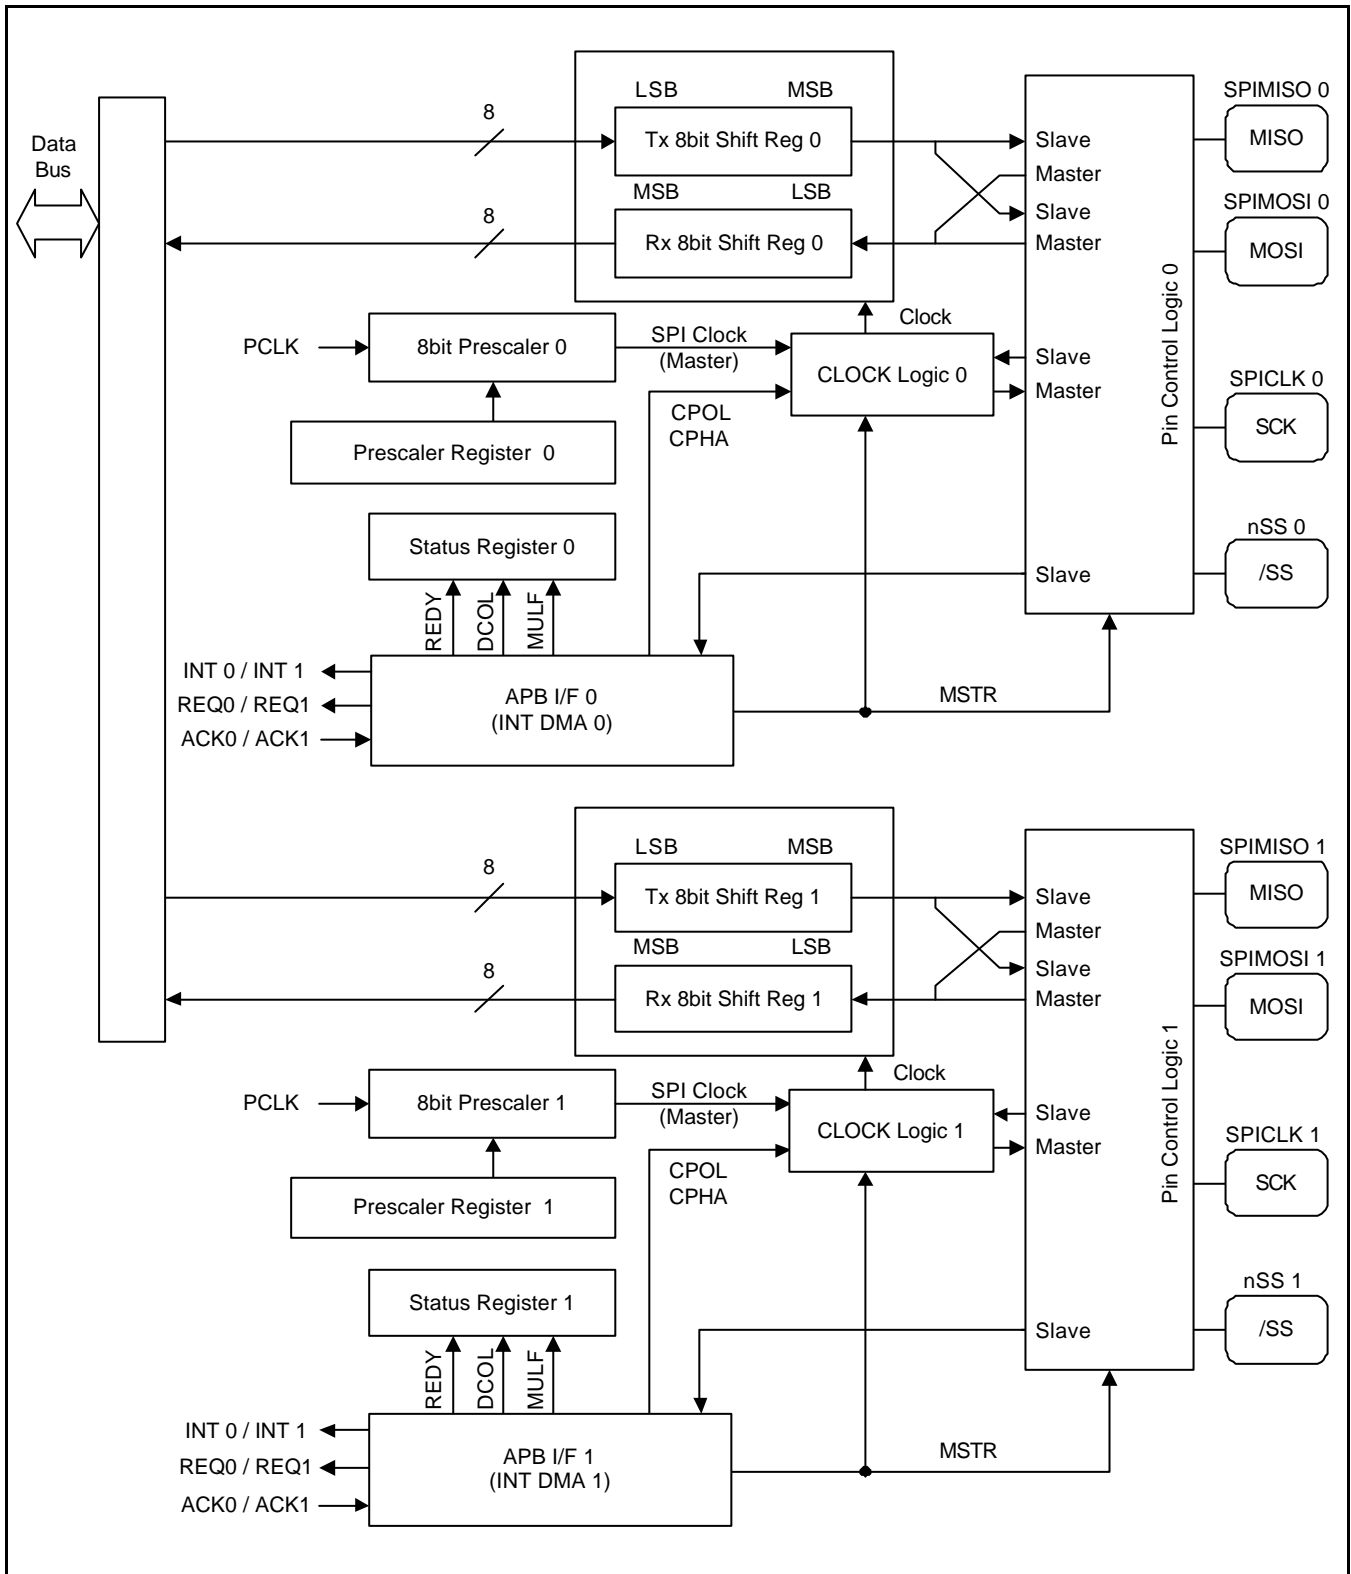 Data
Bus
8
8
LSB MSB
Tx 8bit Shift Reg 0
MSB LSB
Rx 8bit Shift Reg 0
Slave
Master
Slave
Master
Slave
Master
Slave
Pin Control Logic 0
SPIMISO 0
MISO
SPIMOSI 0
MOSI
SPICLK 0
SCK
nSS 0
/SS
PCLK
8bit Prescaler 0
SPI Clock
(Master)
Clock
CLOCK Logic 0
CPOL
CPHA
Prescaler Register 0
Status Register 0
REDY
DCOL
MULF
INT 0 / INT 1
REQ0 / REQ1
ACK0 / ACK1
APB I/F 0
(INT DMA 0)
MSTR
8
8
LSB MSB
Tx 8bit Shift Reg 1
MSB LSB
Rx 8bit Shift Reg 1
Slave
Master
Slave
Master
Slave
Master
Slave
Pin Control Logic 1
SPIMISO 1
MISO
SPIMOSI 1
MOSI
SPICLK 1
SCK
nSS 1
/SS
PCLK
8bit Prescaler 1
SPI Clock
(Master)
Clock
CLOCK Logic 1
CPOL
CPHA
Prescaler Register 1
Status Register 1
REDY
DCOL
MULF
INT 0 / INT 1
REQ0 / REQ1
ACK0 / ACK1
APB I/F 1
(INT DMA 1)
MSTR